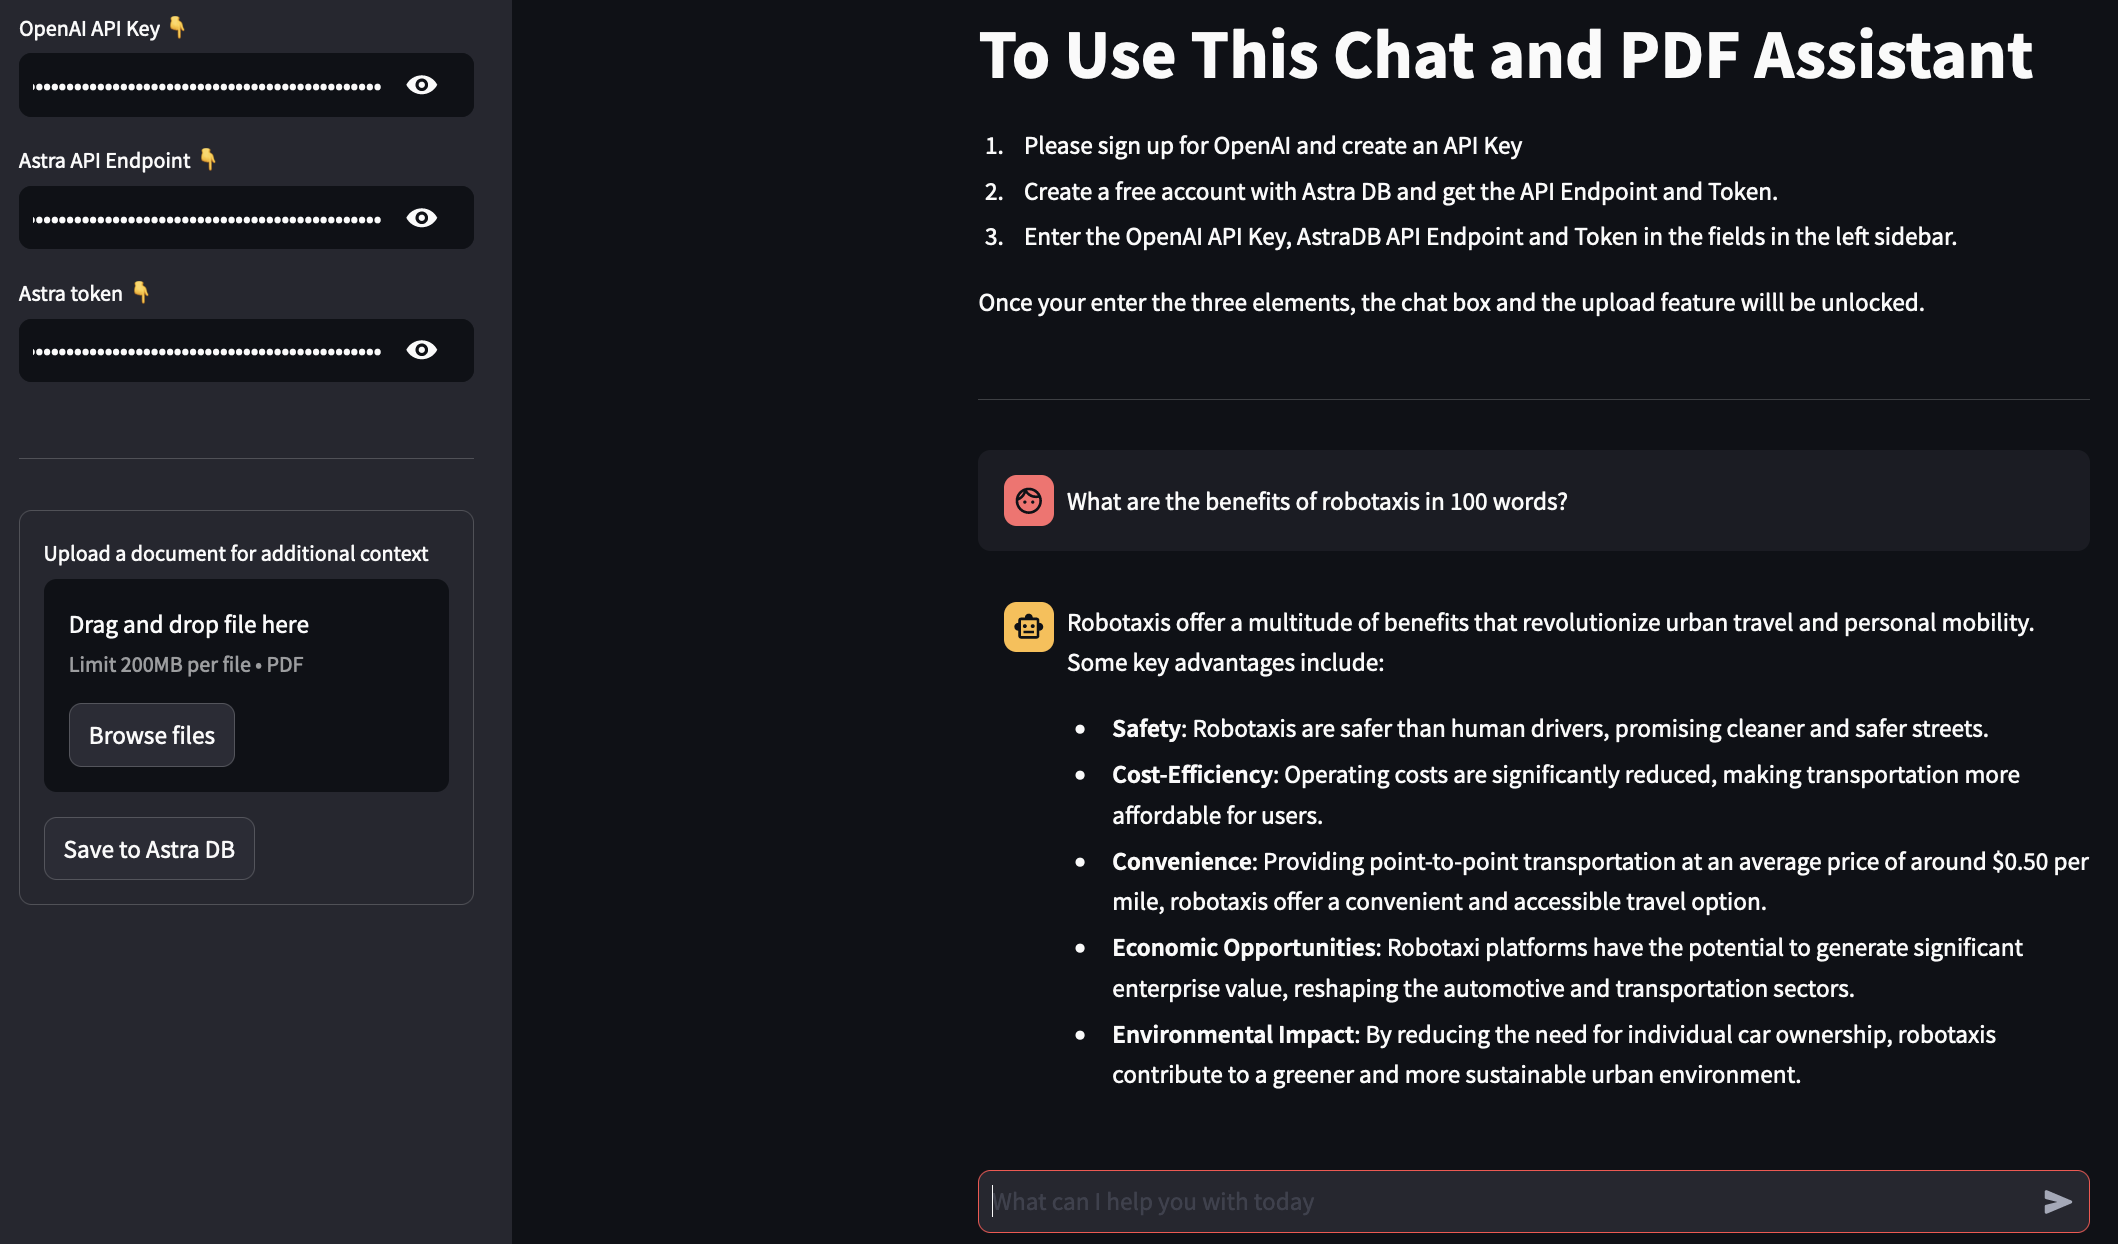 OpenAI API Key 👇
Astra API Endpoint 👇
Astra token 👇
Upload a document for additional context
Drag and drop file here
Limit 200MB per file • PDF
Browse files
Save to Astra DB
To Use This Chat and PDF Assistant
1. Please sign up for OpenAI and create an API Key
2. Create a free account with Astra DB and get the API Endpoint and Token.
3. Enter the OpenAI API Key, AstraDB API Endpoint and Token in the fields in the left sidebar.
Once your enter the three elements, the chat box and the upload feature willl be unlocked.
What are the benefits of robotaxis in 100 words?
Robotaxis offer a multitude of benefits that revolutionize urban travel and personal mobility.
Some key advantages include:
• Safety: Robotaxis are safer than human drivers, promising cleaner and safer streets.
• Cost-Efficiency: Operating costs are significantly reduced, making transportation more
affordable for users.
• Convenience: Providing point-to-point transportation at an average price of around $0.50 per
mile, robotaxis offer a convenient and accessible travel option.
• Economic Opportunities: Robotaxi platforms have the potential to generate significant
enterprise value, reshaping the automotive and transportation sectors.
• Environmental Impact: By reducing the need for individual car ownership, robotaxis
contribute to a greener and more sustainable urban environment.
What can I help you with today